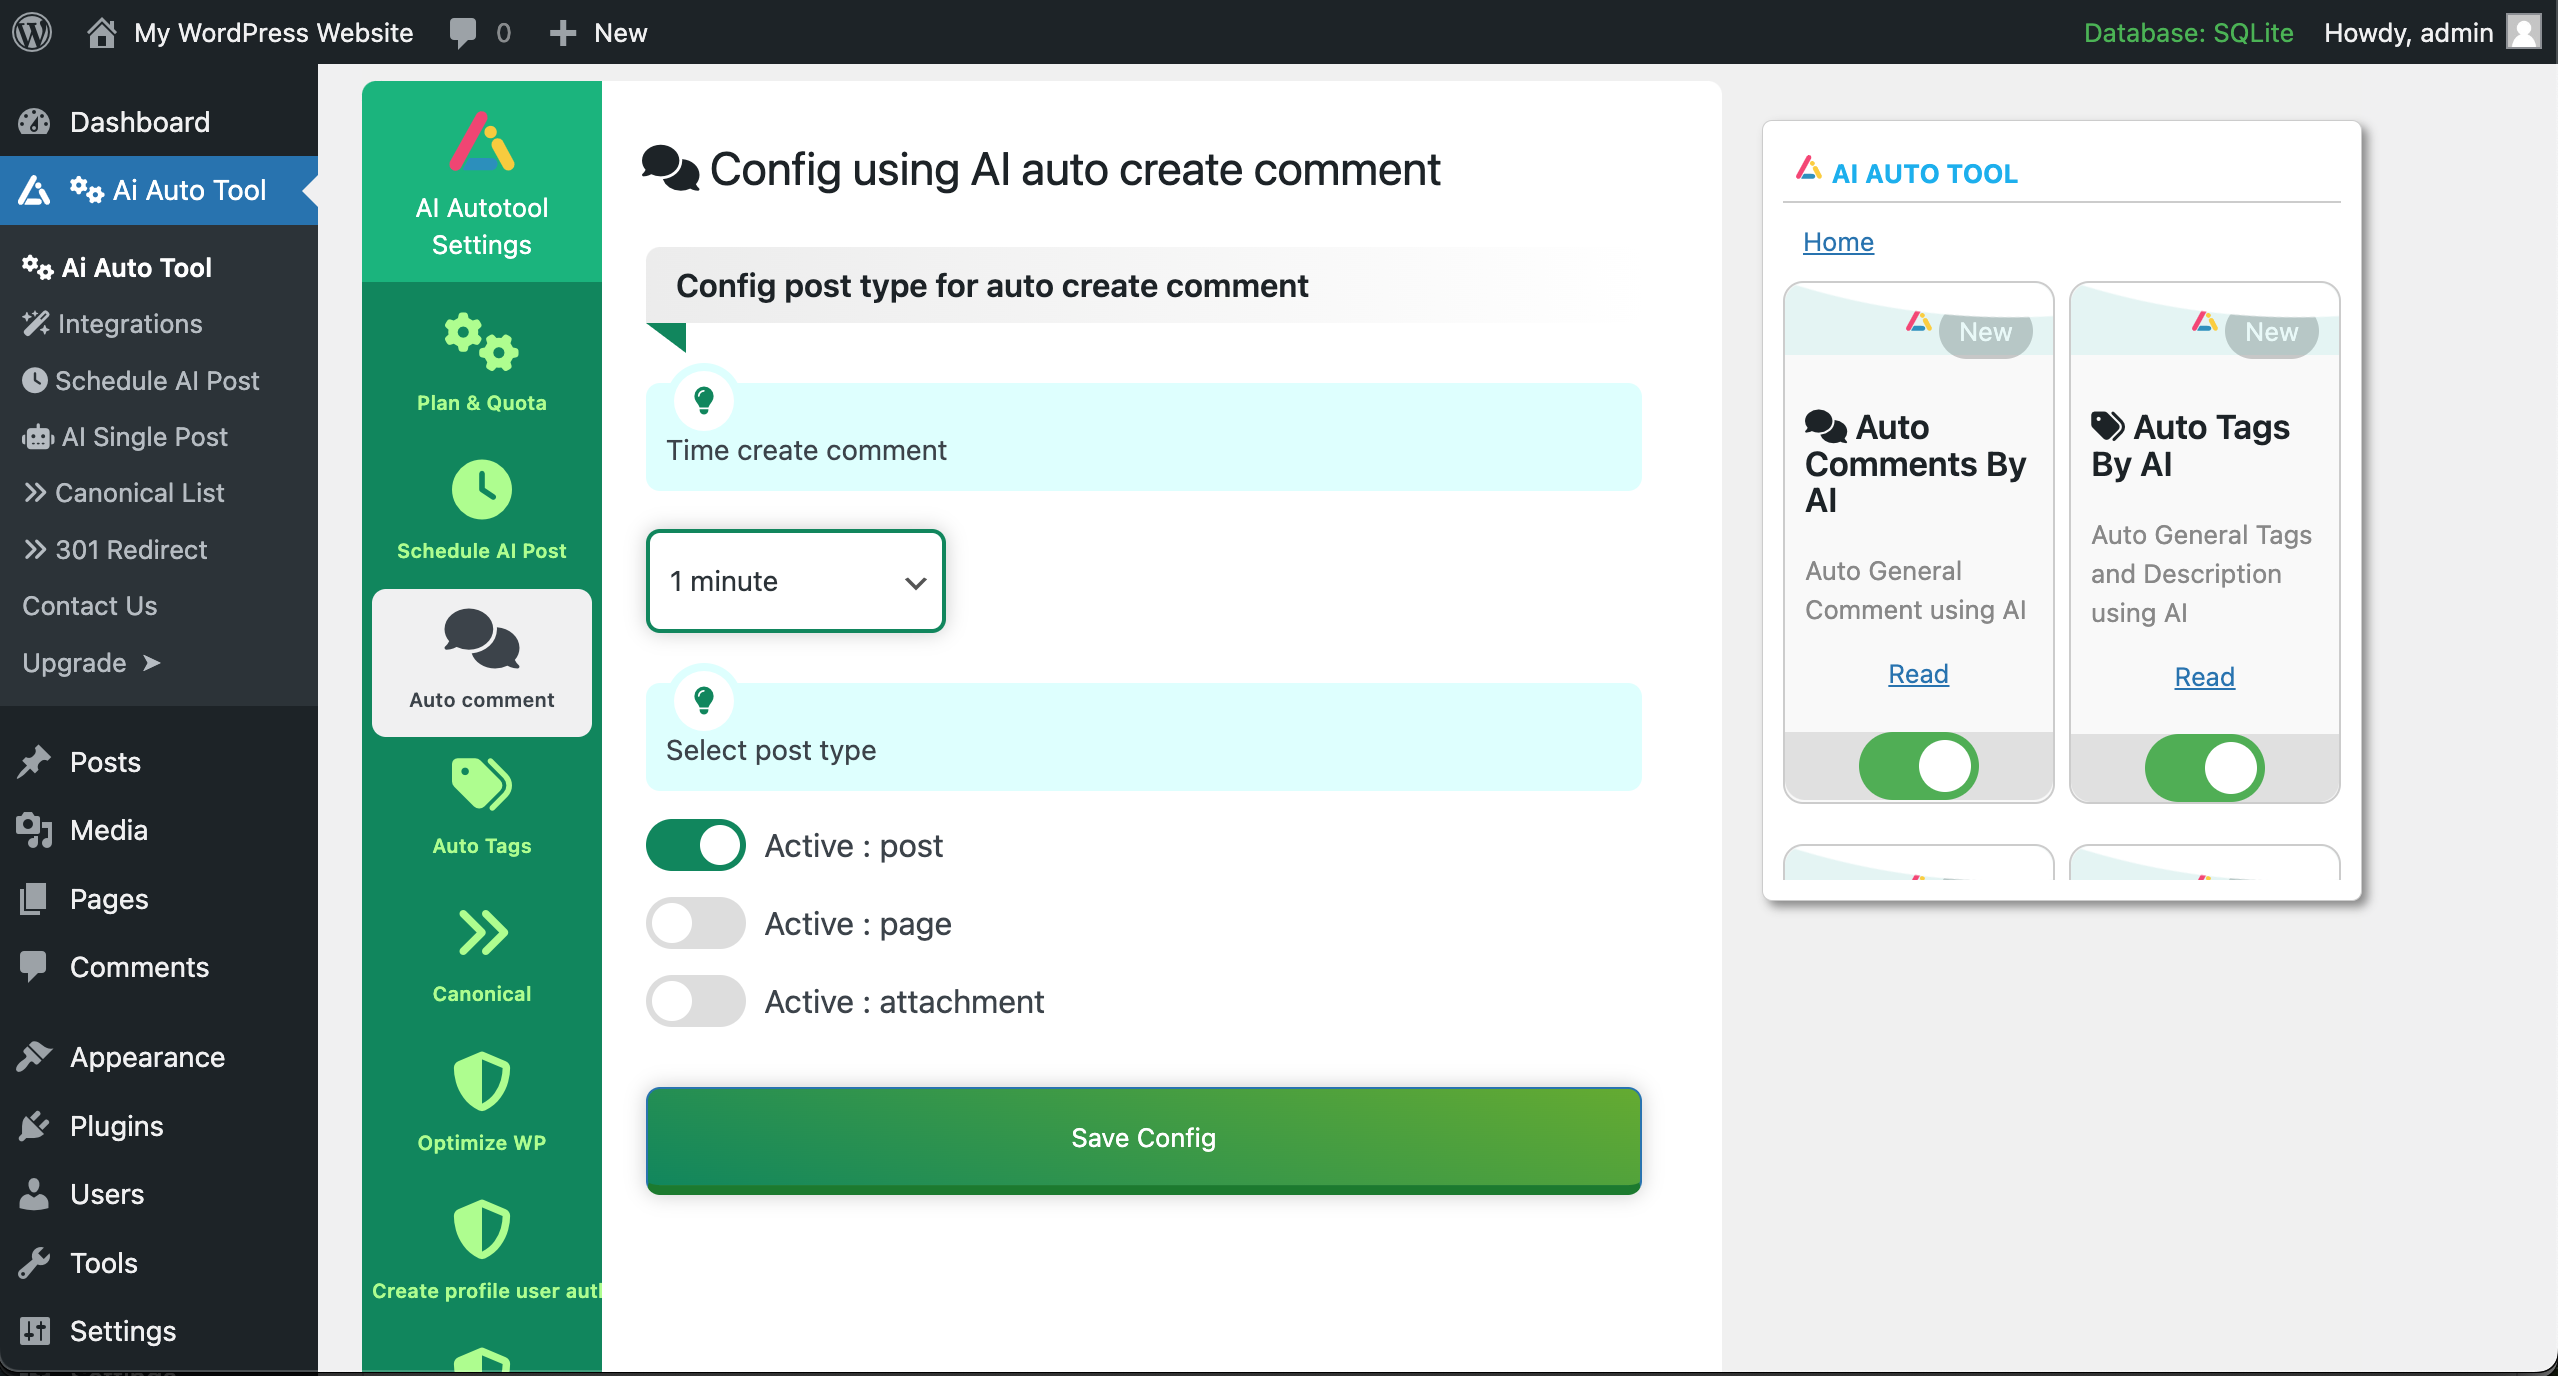 My WordPress Website
0
New
Database: SQLite
Howdy, admin
Dashboard
Ai Auto Tool
Ai Auto Tool
Integrations
Schedule AI Post
AI Single Post
Canonical List
301 Redirect
Contact Us
Upgrade ➤
Posts
Media
Pages
Comments
Appearance
Plugins
Users
Tools
Settings
AI Autotool
Settings
Plan & Quota
Schedule AI Post
Auto comment
Auto Tags
Canonical
Optimize WP
Create profile user aut
Config using AI auto create comment
Config post type for auto create comment
Time create comment
1 minute
Select post type
Active : post
Active : page
Active : attachment
Save Config
AI AUTO TOOL
Home
New
Auto
Comments By
AI
Auto General
Comment using AI
Read
New
Auto Tags
By AI
Auto General Tags
and Description
using AI
Read